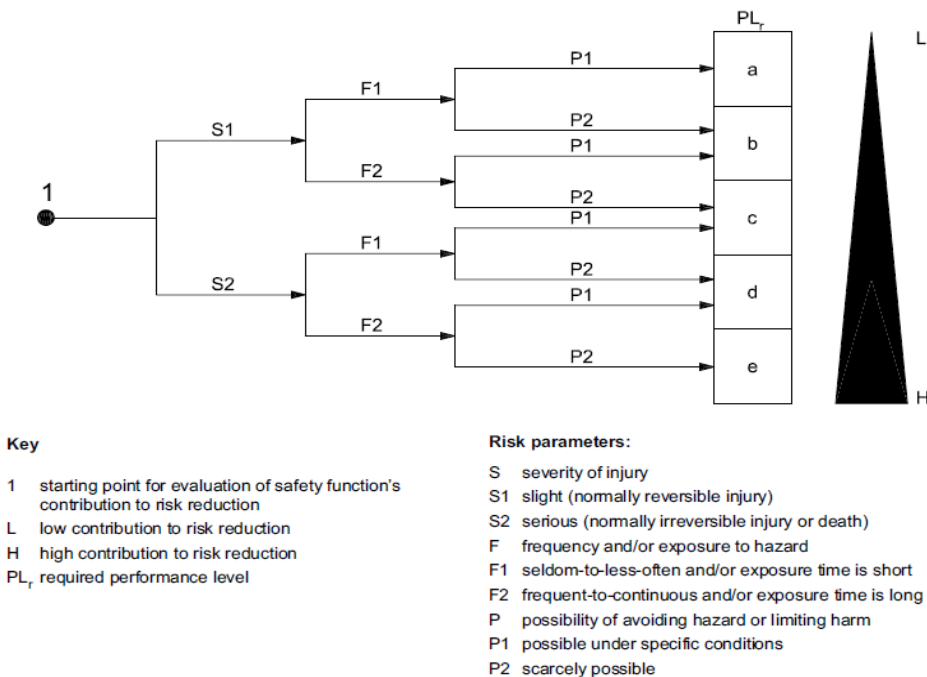 PLr
L
P1
a
F1
P2
S1
b
P1
F2
1
P2
c
P1
F1
P2
S2
d
P1
F2
P2
e
H
Key
1 starting point for evaluation of safety function's
contribution to risk reduction
L low contribution to risk reduction
H high contribution to risk reduction
PLr required performance level
Risk parameters:
S severity of injury
S1 slight (normally reversible injury)
S2 serious (normally irreversible injury or death)
F frequency and/or exposure to hazard
F1 seldom-to-less-often and/or exposure time is short
F2 frequent-to-continuous and/or exposure time is long
P possibility of avoiding hazard or limiting harm
P1 possible under specific conditions
P2 scarcely possible